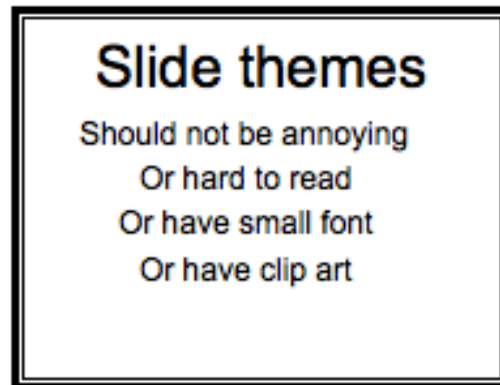 Slide themes
Should not be annoying
Or hard to read
Or have small font
Or have clip art